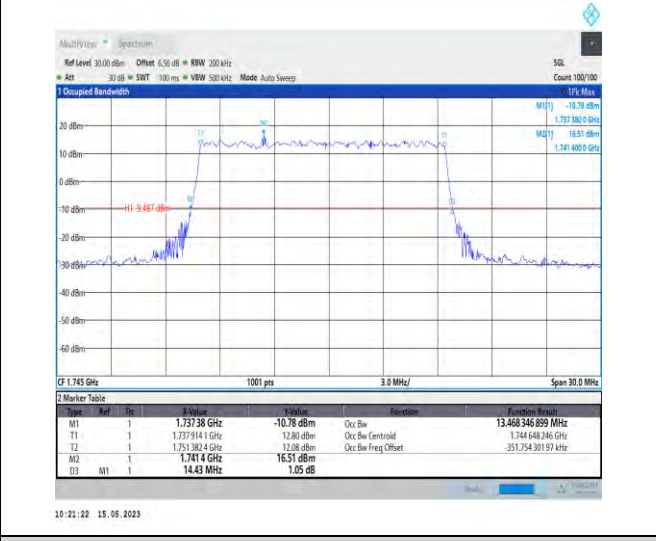 MultiView Spectrum
Ref Level 30.00 dBm Offset 6.56 dB RBW 200 kHz SGL
Att 30 dB SWT 100 ms VBW 500 kHz Mode Auto Sweep Count 100/100
1 Occupied Bandwidth 1Pk Max
M1[1] -10.78 dBm
1.737 380 0 GHz
20 dBm M2[1] 16.51 dBm
1.741 400 0 GHz
10 dBm
0 dBm
-10 dBm H1 -9.487 dBm
-20 dBm
-30 dBm
-40 dBm
-50 dBm
-60 dBm
CF 1.745 GHz 1001 pts 3.0 MHz/ Span 30.0 MHz
2 Marker Table
Type Ref Trc X-Value Y-Value Function Function Result
M1 1 1.737 38 GHz -10.78 dBm Occ Bw 13.468 346 899 MHz
T1 1 1.737 914 1 GHz 12.80 dBm Occ Bw Centroid 1.744 648 246 GHz
T2 1 1.751 382 4 GHz 12.08 dBm Occ Bw Freq Offset -351.754 301 97 kHz
M2 1 1.741 4 GHz 16.51 dBm
D3 M1 1 14.43 MHz 1.05 dB
10:21:22 15.05.2023